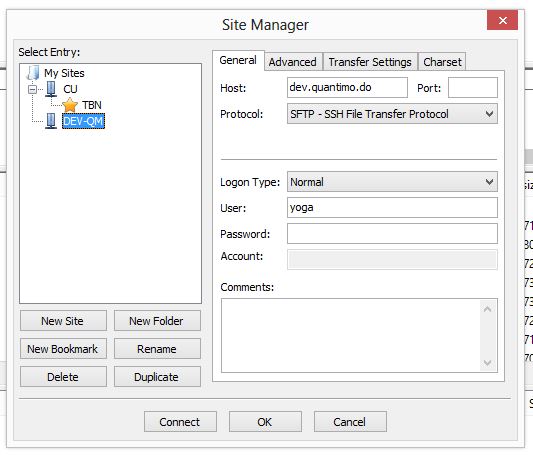 Site Manager
Select Entry:
My Sites
CU
TBN
DEV-QM
New Site New Folder
New Bookmark Rename
Delete Duplicate
General Advanced Transfer Settings Charset
Host: dev.quantimo.do Port:
Protocol: SFTP - SSH File Transfer Protocol
Logon Type: Normal
User: yoga
Password:
Account:
Comments:
Connect OK Cancel